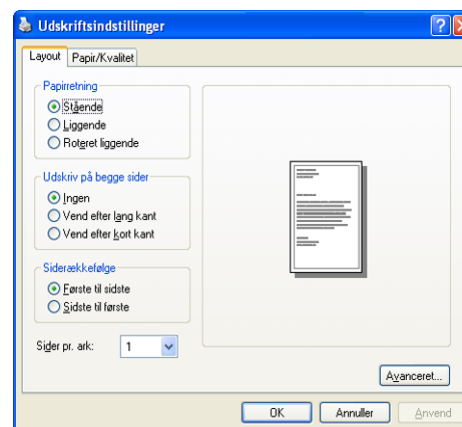 Udskriftsindstillinger
Layout Papir/Kvalitet
Papirretning
Stående
Liggende
Roteret liggende
Udskriv på begge sider
Ingen
Vend efter lang kant
Vend efter kort kant
Siderækkefølge
Første til sidste
Sidste til første
Sider pr. ark: 1
Avanceret...
OK Annuller Anvend